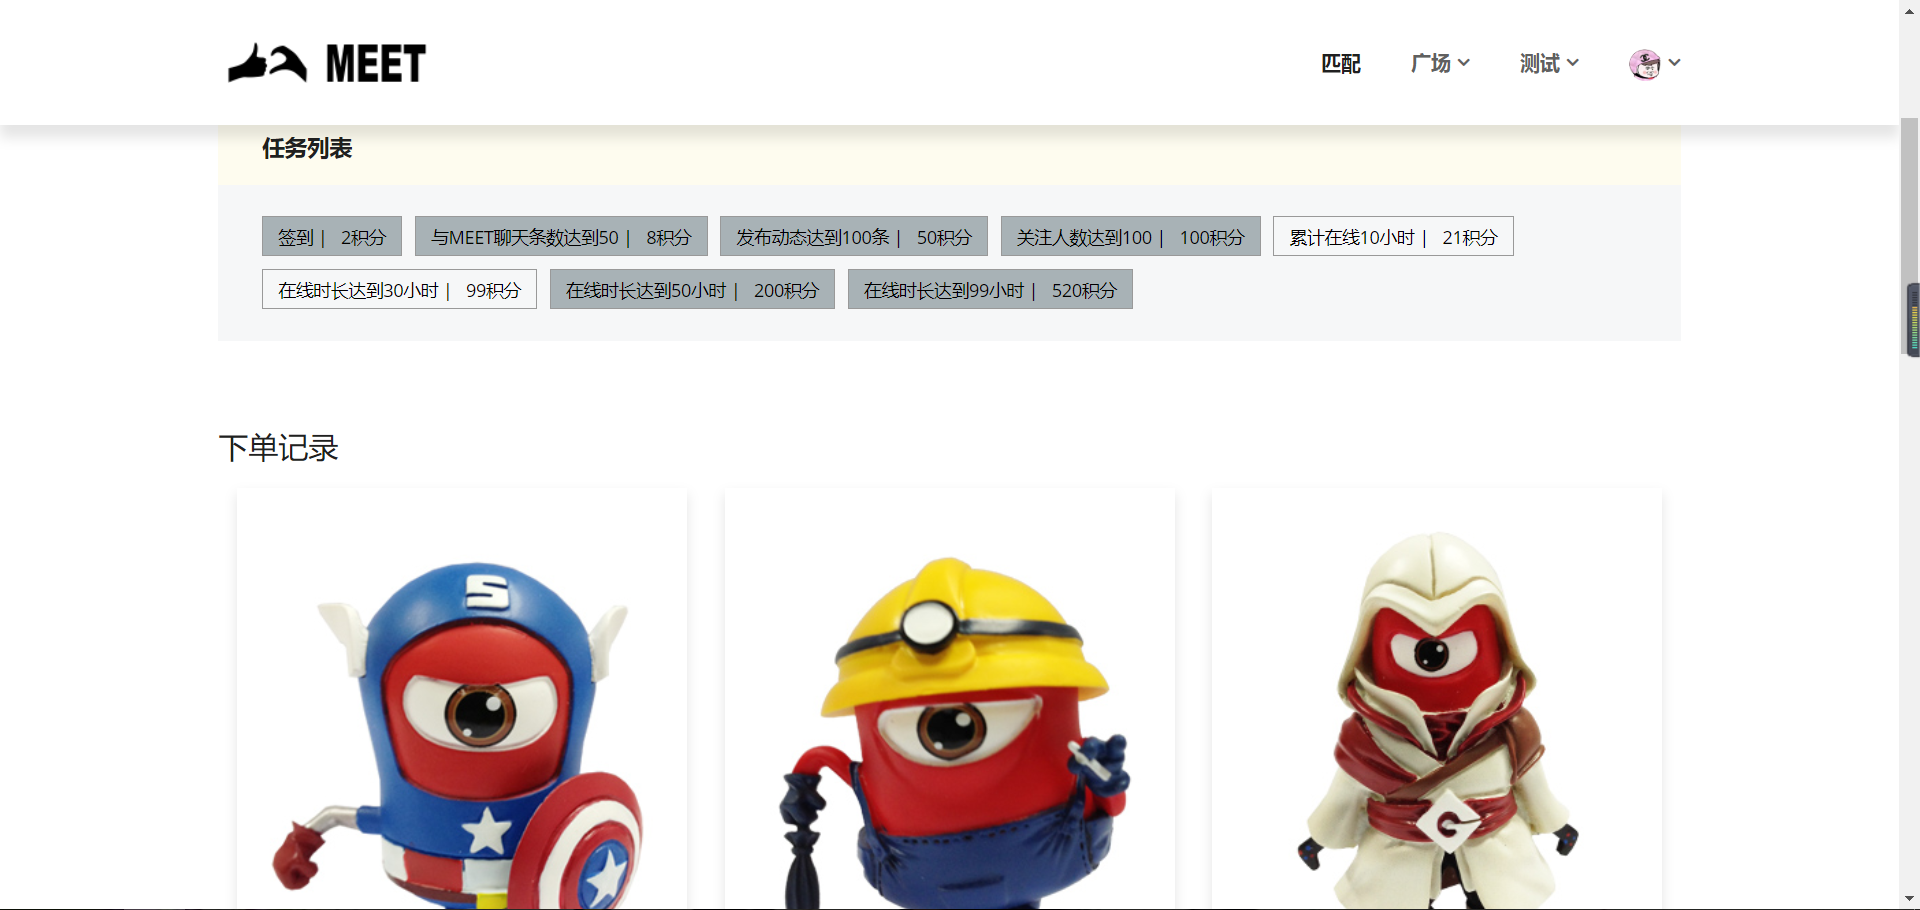 MEET
匹配 广场 测试
任务列表
签到 | 2积分 与MEET聊天条数达到50 | 8积分 发布动态达到100条 | 50积分 关注人数达到100 | 100积分 累计在线10小时 | 21积分
在线时长达到30小时 | 99积分 在线时长达到50小时 | 200积分 在线时长达到99小时 | 520积分
下单记录
S
G